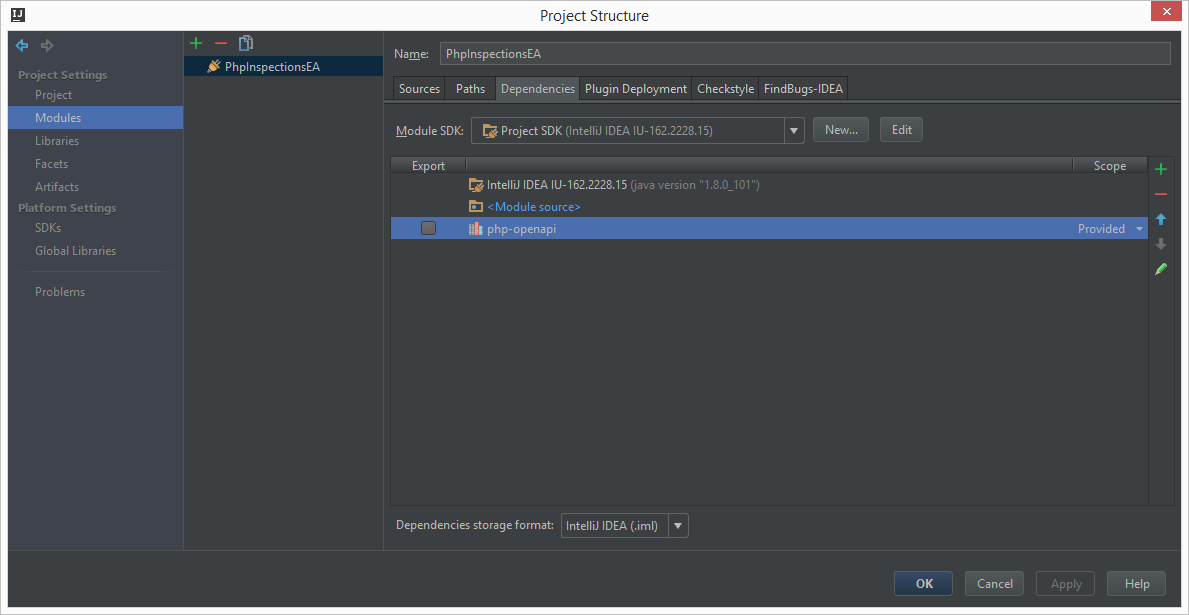 IJ
Project Structure
Project Settings
Project
Modules
Libraries
Facets
Artifacts
Platform Settings
SDKs
Global Libraries
Problems
PhpInspectionsEA
Name: PhpInspectionsEA
Sources Paths Dependencies Plugin Deployment Checkstyle FindBugs-IDEA
Module SDK: Project SDK (IntelliJ IDEA IU-162.2228.15) New... Edit
Export Scope
IntelliJ IDEA IU-162.2228.15 (java version "1.8.0_101")
<Module source>
php-openapi Provided
Dependencies storage format: IntelliJ IDEA (.iml)
OK Cancel Apply Help